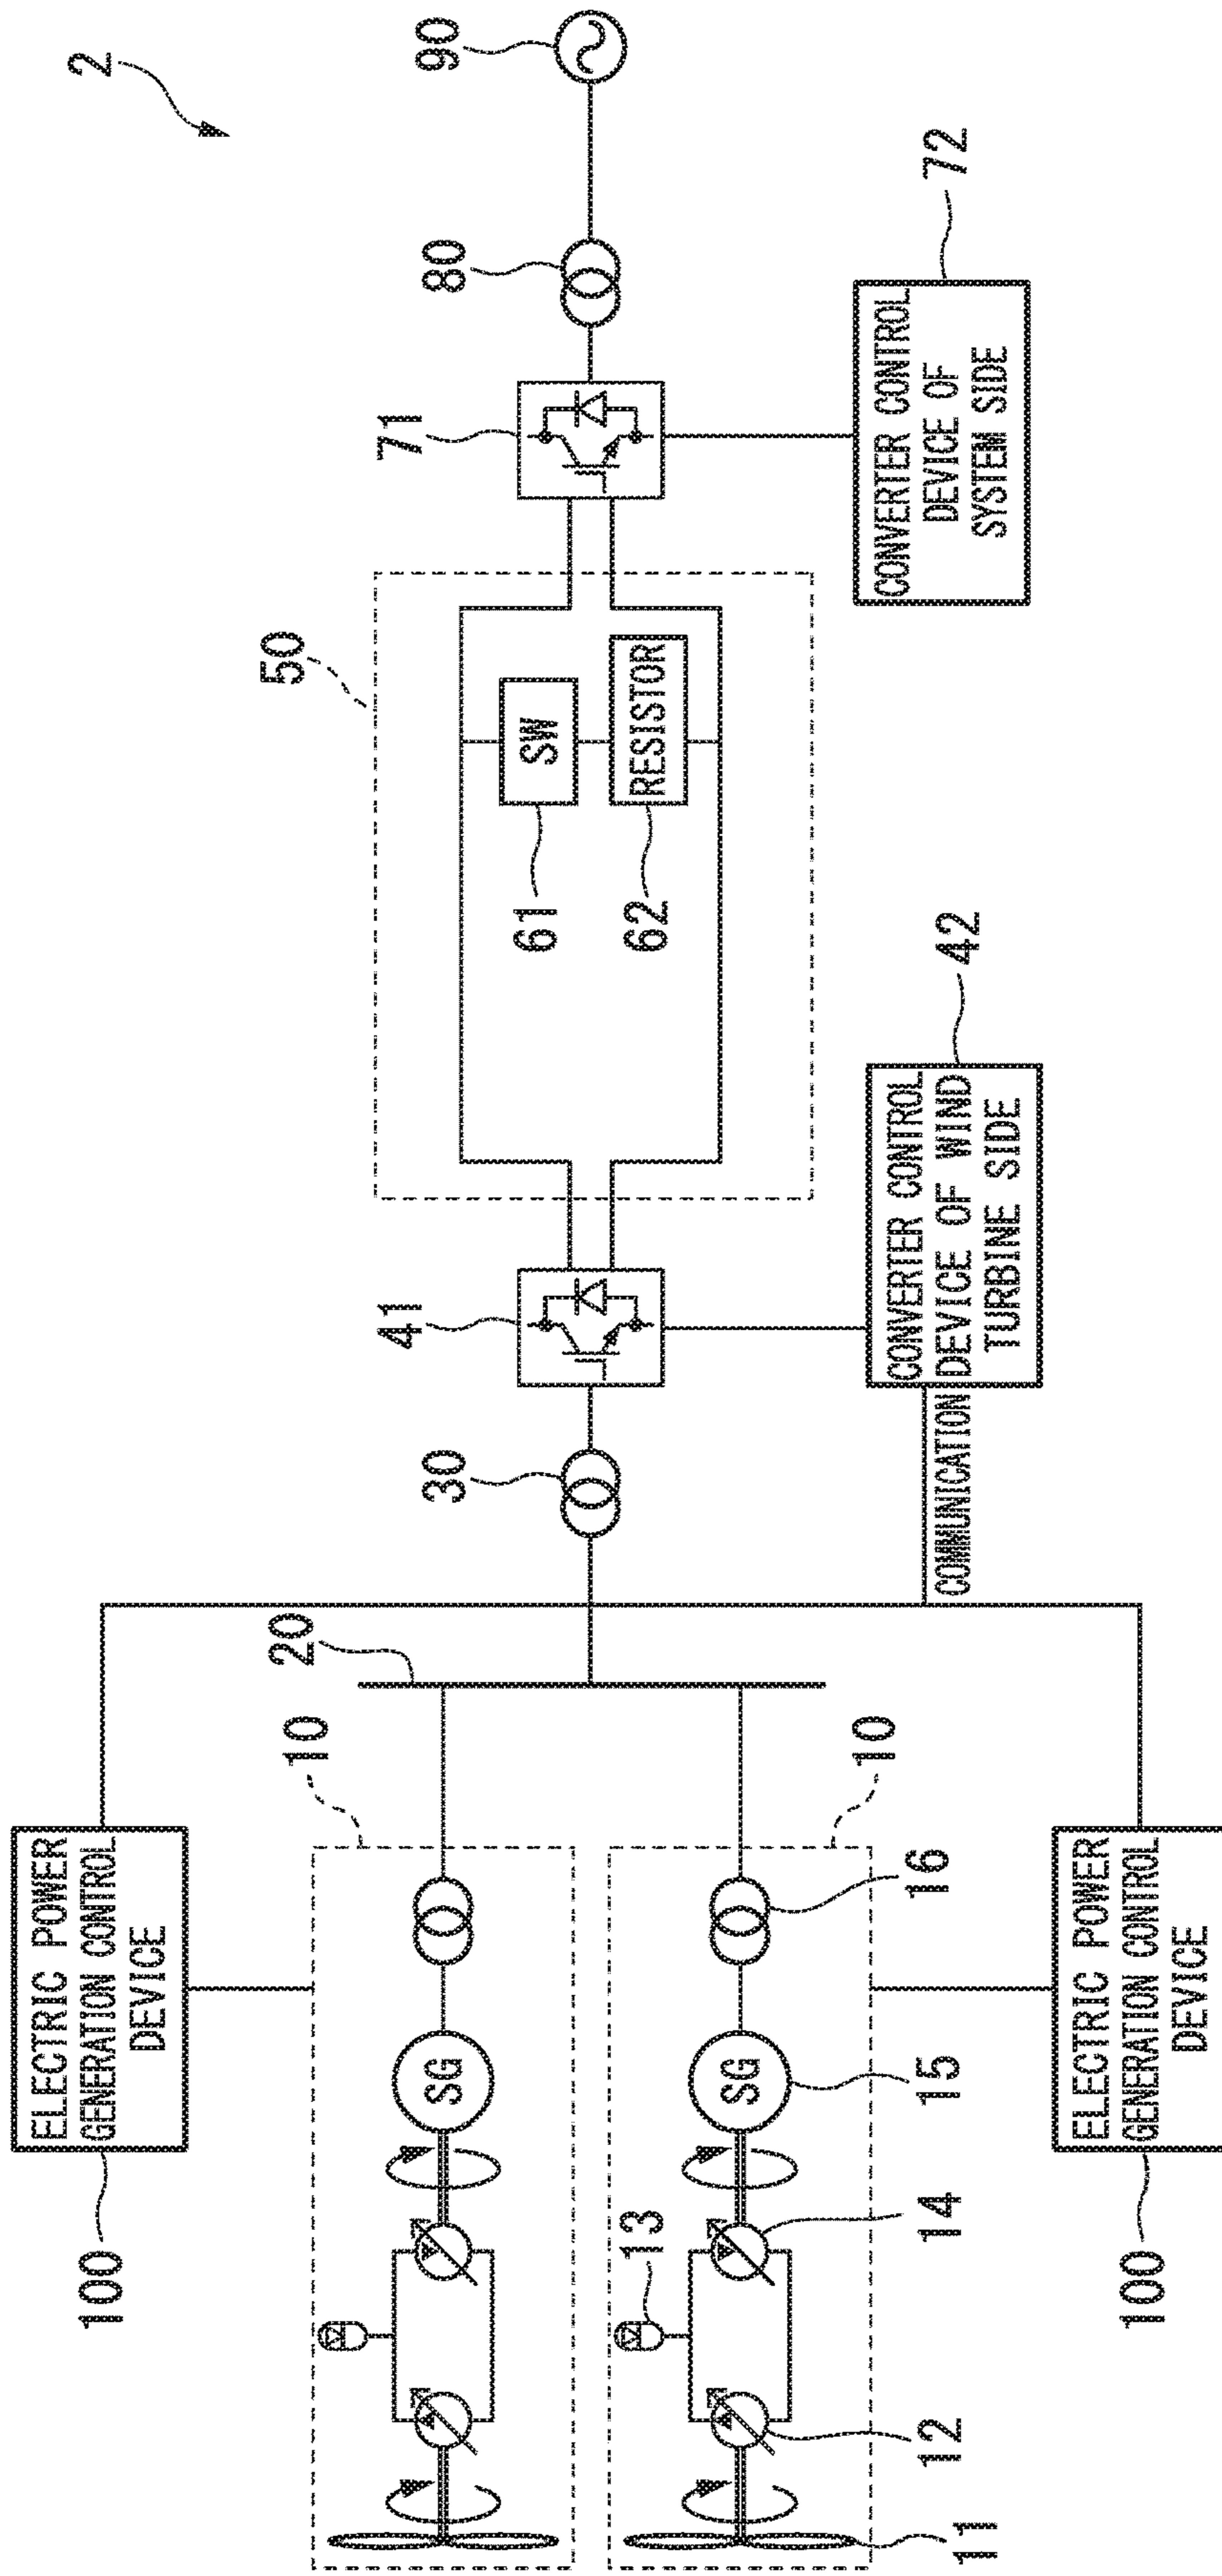 2
ELECTRIC POWER
GENERATION CONTROL
DEVICE
100
10
20
30
41
50
SW
61
RESISTOR
62
71
80
90
SG
SG
10
11
12
13
14
15
16
COMMUNICATION
CONVERTER CONTROL
DEVICE OF WIND
TURBINE SIDE
42
CONVERTER CONTROL
DEVICE OF
SYSTEM SIDE
72
ELECTRIC POWER
GENERATION CONTROL
DEVICE
100